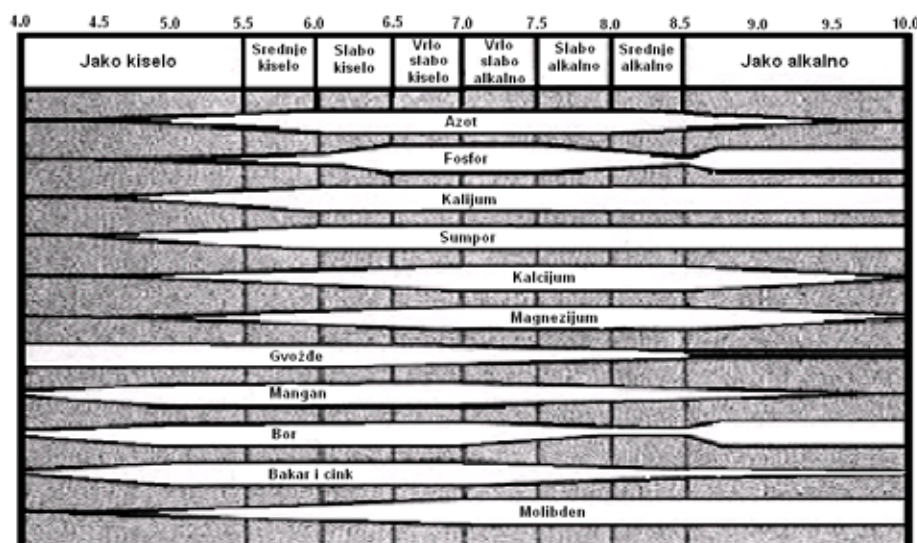 4.0 4.5 5.0 5.5 6.0 6.5 7.0 7.5 8.0 8.5 9.0 9.5 10.0
Jako kiselo
Srednje
kiselo
Slabo
kiselo
Vrlo
slabo
kiselo
Vrlo
slabo
alkalno
Slabo
alkalno
Srednje
alkalno
Jako alkalno
Azot
Fosfor
Kalijum
Sumpor
Kalcijum
Magnezijum
Gvožđe
Mangan
Bor
Bakar i cink
Molibden